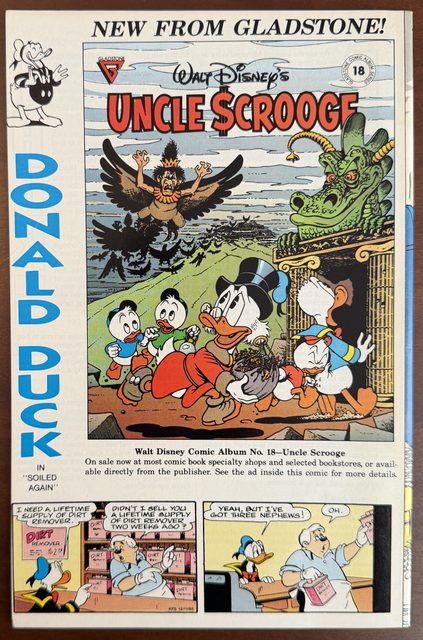 NEW FROM GLADSTONE!
GLADSTONE
WALT DISNEY'S
UNCLE $CROOGE
18
DONALD DUCK
IN
"SOILED
AGAIN"
Walt Disney Comic Album No. 18—Uncle Scrooge
On sale now at most comic book specialty shops and selected bookstores, or avail-
able directly from the publisher. See the ad inside this comic for more details.
I NEED A LIFETIME
SUPPLY OF DIRT
REMOVER.
DIRT
REMOVER
DIDN'T I SELL YOU
A LIFETIME SUPPLY
OF DIRT REMOVER
TWO WEEKS AGO?
YEAH, BUT I'VE
GOT THREE NEPHEWS!
OH.